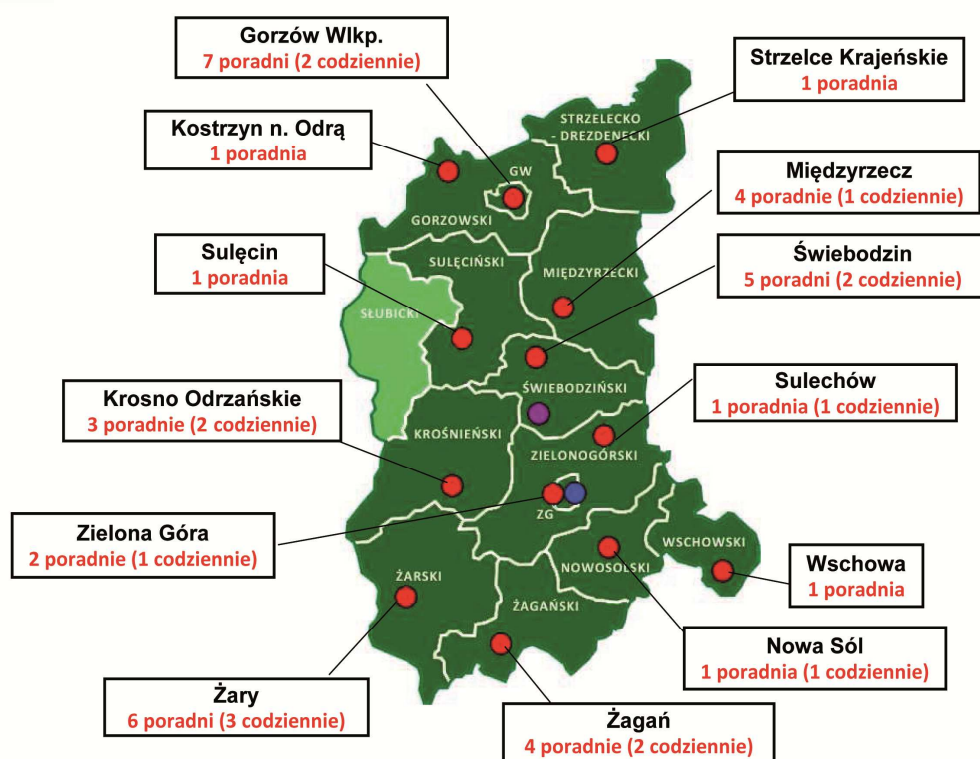 Gorzów Wlkp.
7 poradni (2 codziennie)
Strzelce Krajeńskie
1 poradnia
Kostrzyn n. Odrą
1 poradnia
STRZELECKO
- DREZDENECKI
GW
GORZOWSKI
Międzyrzecz
4 poradnie (1 codziennie)
Sulęcin
1 poradnia
SULĘCIŃSKI
MIĘDZYRZECKI
Świebodzin
5 poradni (2 codziennie)
SŁUBICKI
ŚWIEBODZIŃSKI
Sulechów
1 poradnia (1 codziennie)
Krosno Odrzańskie
3 poradnie (2 codziennie)
KROŚNIEŃSKI
ZIELONOGÓRSKI
ZG
Zielona Góra
2 poradnie (1 codziennie)
WSCHOWSKI
Wschowa
1 poradnia
NOWOSOLSKI
ŻARSKI
ŻAGAŃSKI
Nowa Sól
1 poradnia (1 codziennie)
Żary
6 poradni (3 codziennie)
Żagań
4 poradnie (2 codziennie)